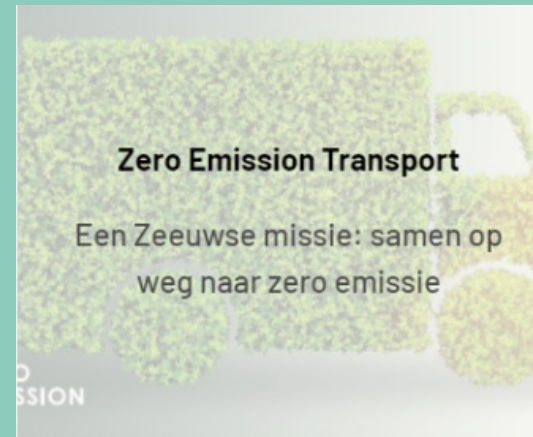 Zero Emission Transport
Een Zeeuwse missie: samen op
weg naar zero emissie
O
SSION